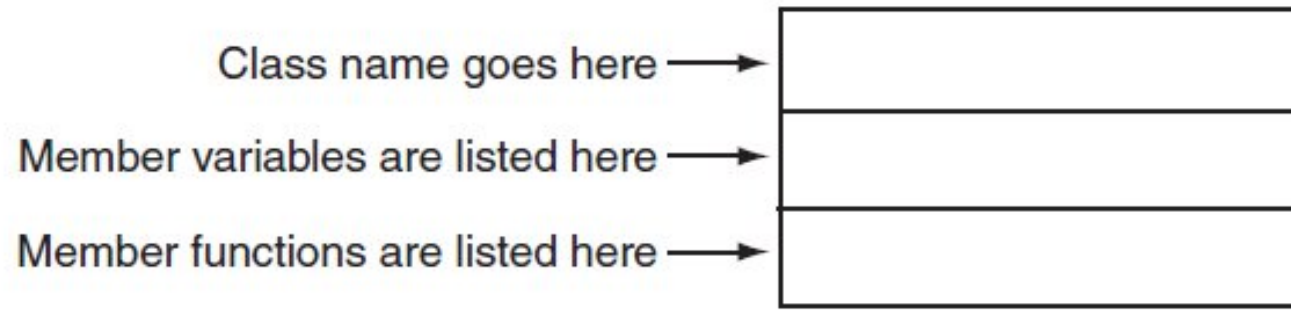 Class name goes here
Member variables are listed here
Member functions are listed here